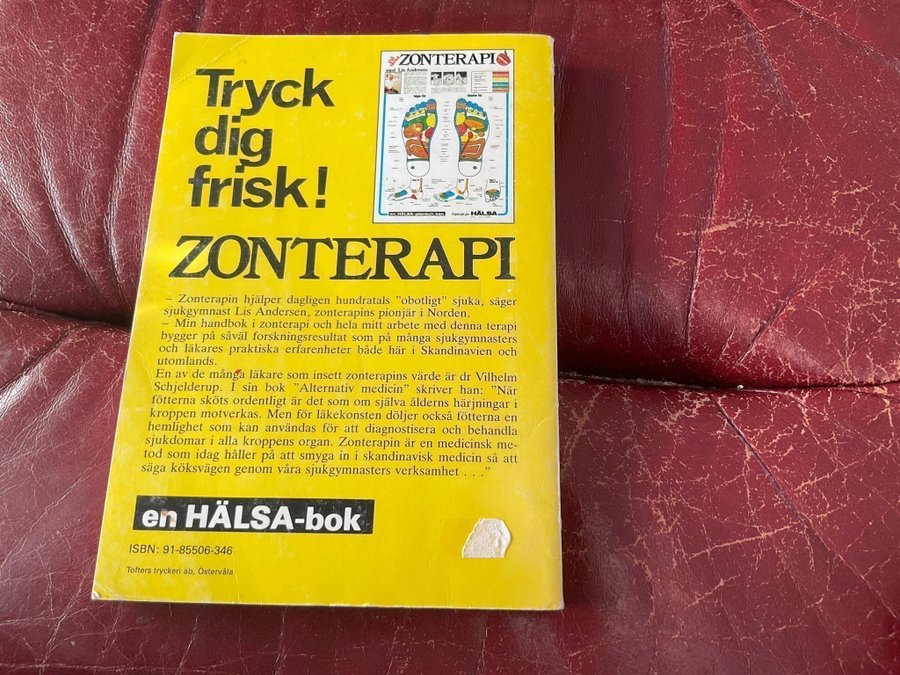 Tryck
dig
frisk!
ZONTERAPI
med Lis Andersen
en HÄLSA-
HÄLSA
ZONTERAPI
– Zonterapin hjälper dagligen hundratals "obotligt" sjuka, säger
sjukgymnast Lis Andersen, zonterapins pionjär i Norden.
– Min handbok i zonterapi och hela mitt arbete med denna terapi
bygger på såväl forskningsresultat som på många sjukgymnasters
och läkares praktiska erfarenheter både här i Skandinavien och
utomlands.
En av de många läkare som insett zonterapins värde är dr Vilhelm
Schjelderup. I sin bok "Alternativ medicin" skriver han: "När
fötterna sköts ordentligt är det som om själva ålderns härjningar i
kroppen motverkas. Men för läkekonsten döljer också fötterna en
hemlighet som kan användas för att diagnostisera och behandla
sjukdomar i alla kroppens organ. Zonterapin är en medicinsk me-
tod som idag håller på att smyga in i skandinavisk medicin så att
säga köksvägen genom våra sjukgymnasters verksamhet . . ."
en HÄLSA-bok
ISBN: 91-85506-346
Tofters tryckeri ab, Östervåla